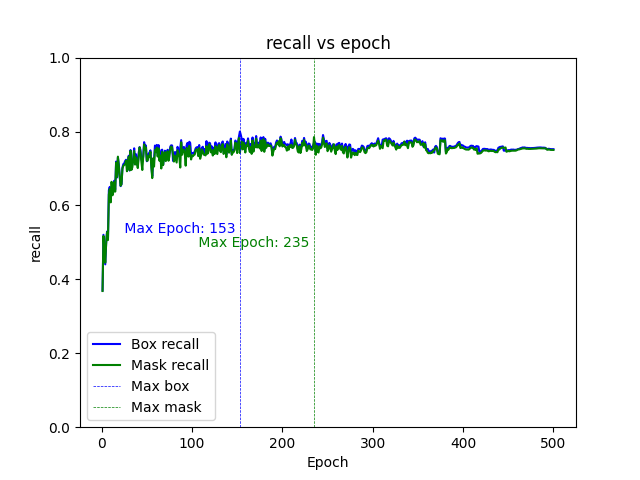 recall vs epoch
1.0
0.8
0.6
0.4
0.2
0.0
recall
Max Epoch: 153
Max Epoch: 235
Box recall
Mask recall
Max box
Max mask
0 100 200 300 400 500
Epoch